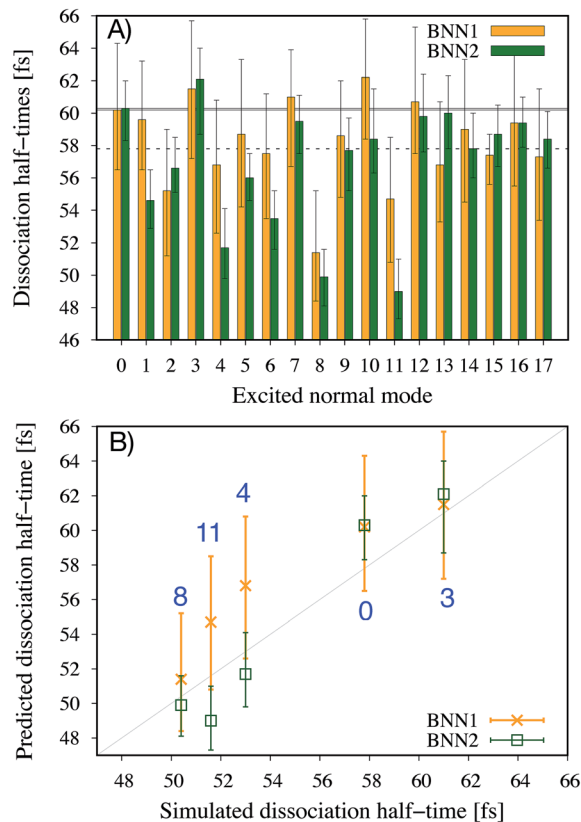 A)
BNN1
BNN2
Dissociation half−times [fs]
66
64
62
60
58
56
54
52
50
48
46
0 1 2 3 4 5 6 7 8 9 10 11 12 13 14 15 16 17
Excited normal mode
B)
Predicted dissociation half−time [fs]
66
64
62
60
58
56
54
52
50
48
8
11
4
0
3
BNN1
BNN2
48 50 52 54 56 58 60 62 64 66
Simulated dissociation half−time [fs]